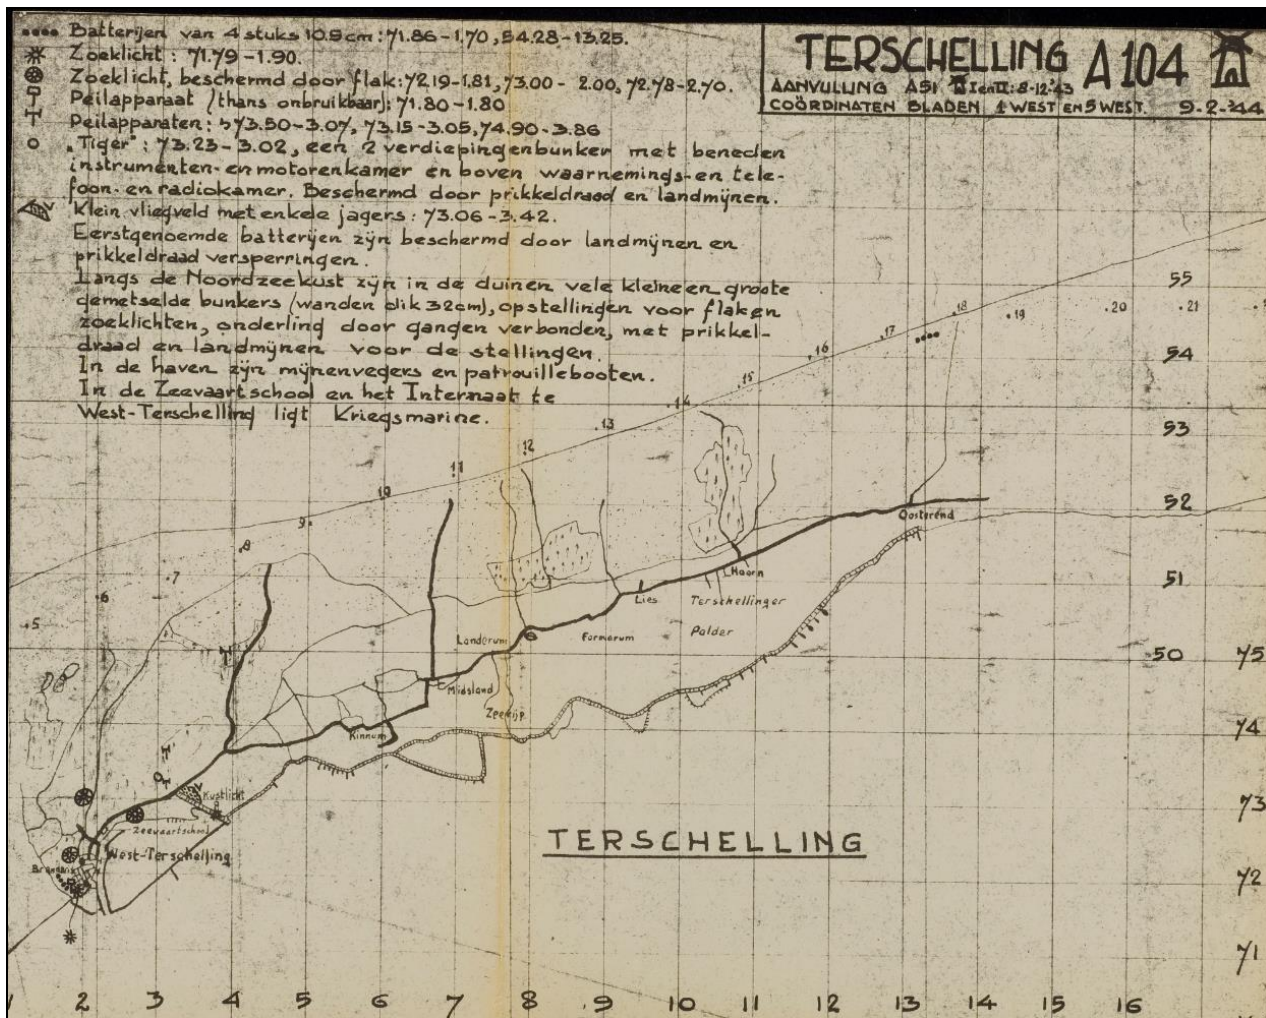 Batterijen van 4 stuks 10.5cm: 71.86-1.70, 54.28-13.25.
Zoeklicht: 71.79-1.90.
Zoeklicht, beschermd door flak: 72.19-1.81, 73.00-2.00, 72.78-2.70.
Peilapparaat (thans onbruikbaar): 71.80-1.80
Peilapparaten: 73.50-3.07, 73.15-3.05, 74.90-3.86
"Tiger": 73.23-3.02, een 2 verdiepingenbunker met beneden
instrumenten- en motorenkamer en boven waarnemings- en tele-
foon- en radiokamer. Beschermd door prikkeldraad en landmijnen.
Klein vliegveld met enkele jagers: 73.06-3.42.
Eerstgenoemde batterijen zijn beschermd door landmijnen en
prikkeldraad versperringen.
Langs de Noordzeekust zijn in de duinen vele kleine en groote
gemetselde bunkers (wanden dik 32cm), opstellingen voor flak en
zoeklichten, onderling door gangen verbonden, met prikkel-
draad en landmijnen voor de stellingen.
In de haven zijn mijnenvegers en patrouillebooten.
In de Zeevaartschool en het Internaat te
West-Terschelling ligt Kriegsmarine.
TERSCHELLING A104
AANVULLING A51 I en II: 8-12-'43
COÖRDINATEN BLADEN 1 WEST EN 5 WEST. 9-2-'44
55
54
53
52
51
50 75
74
73
72
71
5
6
7
8
9
10
11
12
13
14
15
16
17
18
19
20
21
Oosterend
Hoorn
Lies
Terschellinger
Polder
Formerum
Landerum
Midsland
Zeerijp
Kinnum
Kustlicht
Zeevaartschool
West-Terschelling
Brandaris
TERSCHELLING
1 2 3 4 5 6 7 8 9 10 11 12 13 14 15 16